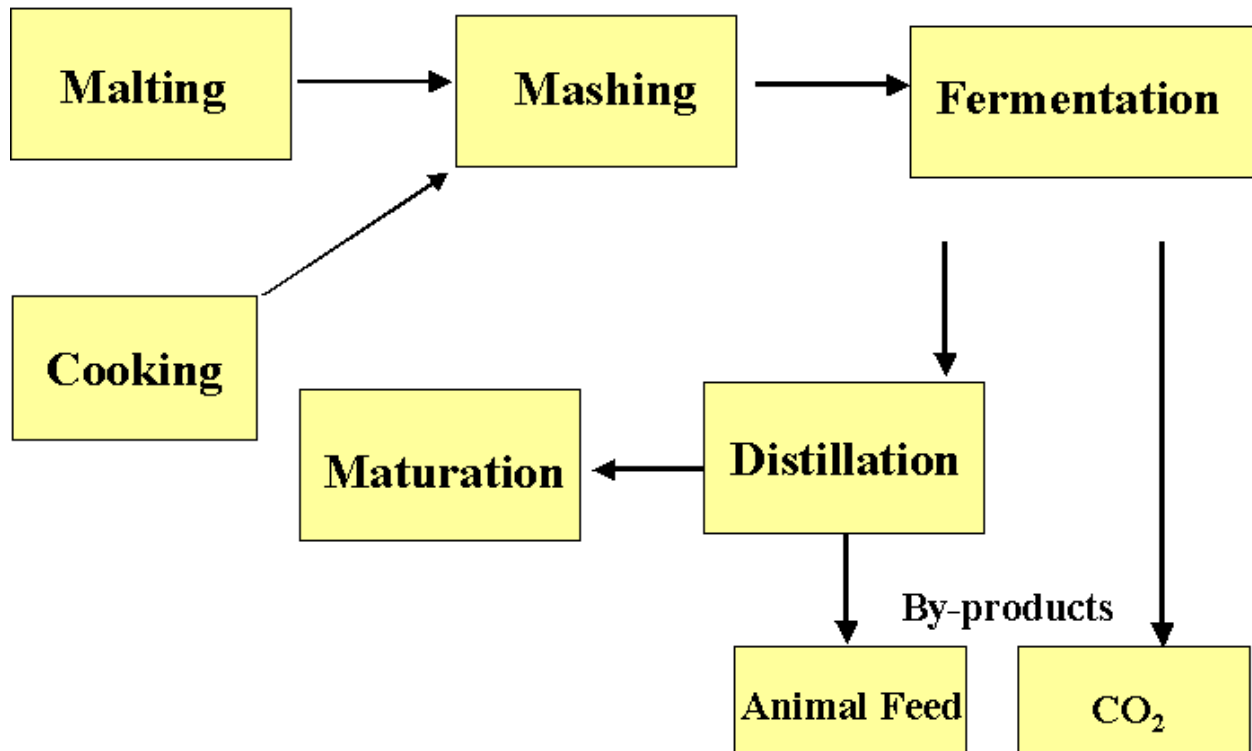 Malting
Mashing
Fermentation
Cooking
Maturation
Distillation
By-products
Animal Feed
CO₂